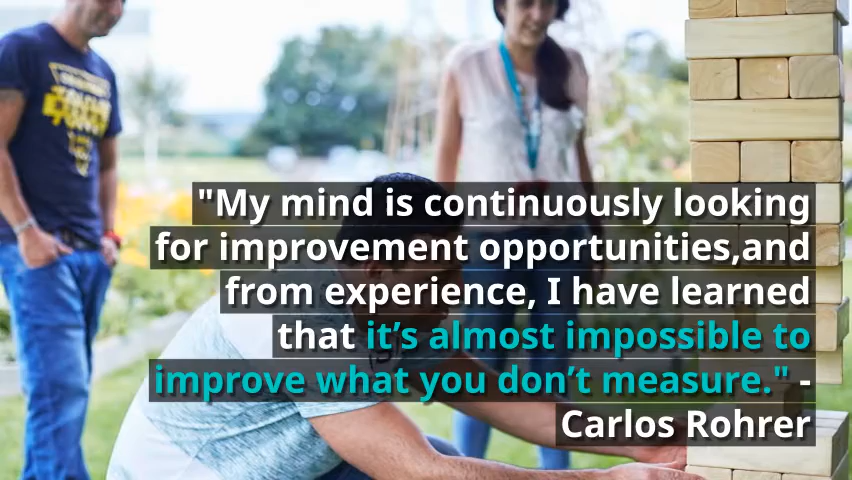 "My mind is continuously looking
for improvement opportunities,and
from experience, I have learned
that it’s almost impossible to
improve what you don’t measure." -
Carlos Rohrer